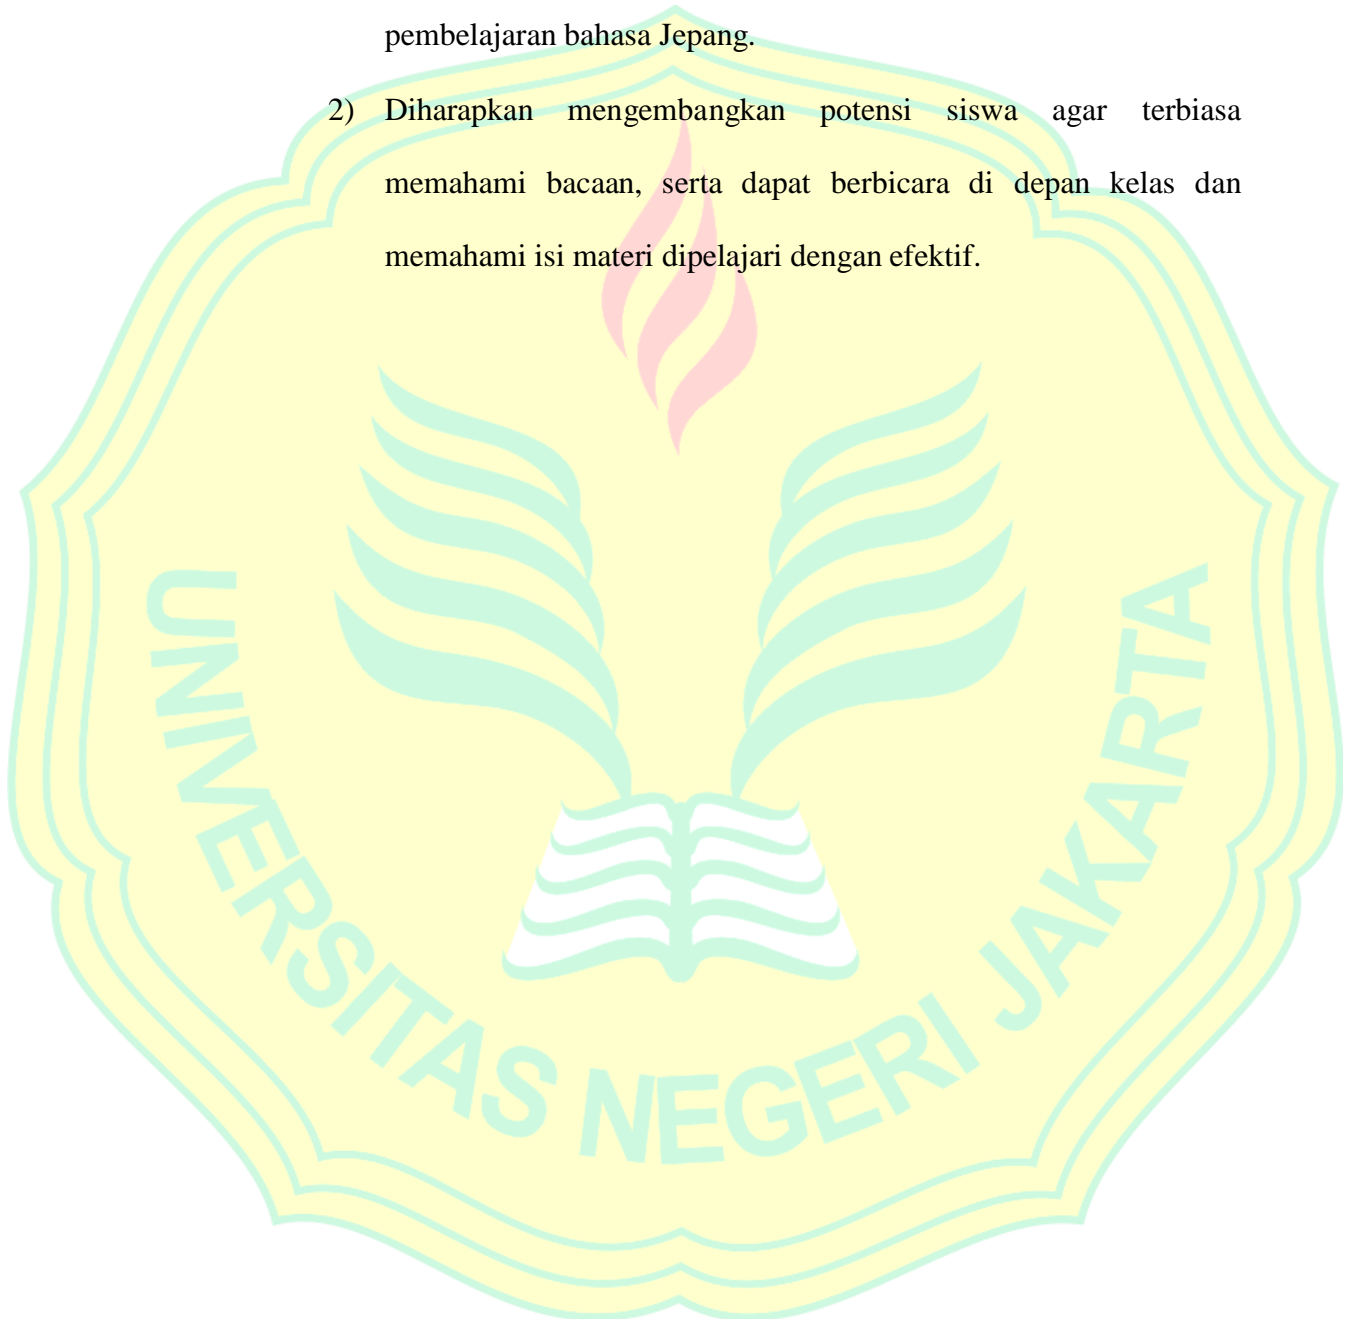 pembelajaran bahasa Jepang.
2) Diharapkan mengembangkan potensi siswa agar terbiasa
memahami bacaan, serta dapat berbicara di depan kelas dan
memahami isi materi dipelajari dengan efektif.
UNIVERSITAS NEGERI JAKARTA